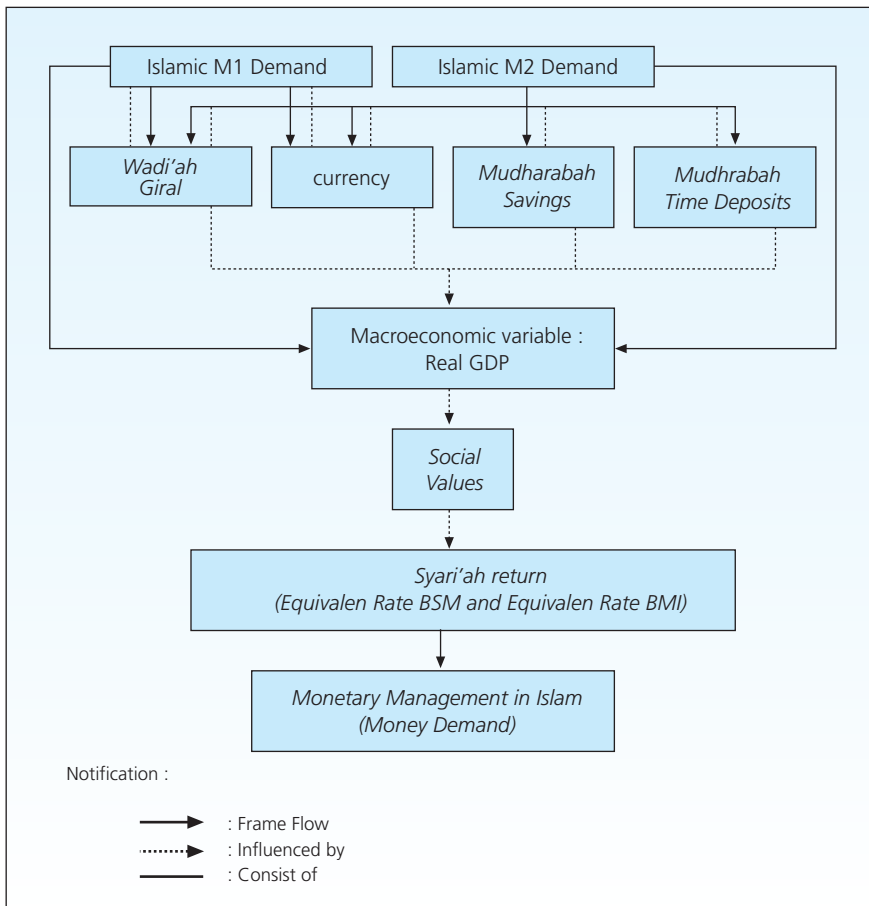 Islamic M1 Demand
Islamic M2 Demand
Wadi’ah
Giral
currency
Mudharabah
Savings
Mudhrabah
Time Deposits
Macroeconomic variable :
Real GDP
Social
Values
Syari’ah return
(Equivalen Rate BSM and Equivalen Rate BMI)
Monetary Management in Islam
(Money Demand)
Notification :
: Frame Flow
: Influenced by
: Consist of